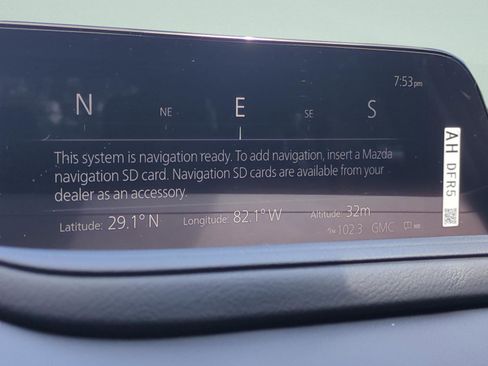 7:53pm
N NE E SE S
This system is navigation ready. To add navigation, insert a Mazda
navigation SD card. Navigation SD cards are available from your
dealer as an accessory.
Latitude: 29.1° N Longitude: 82.1° W Altitude: 32m
FM 102.3 GMC
AH DFR5